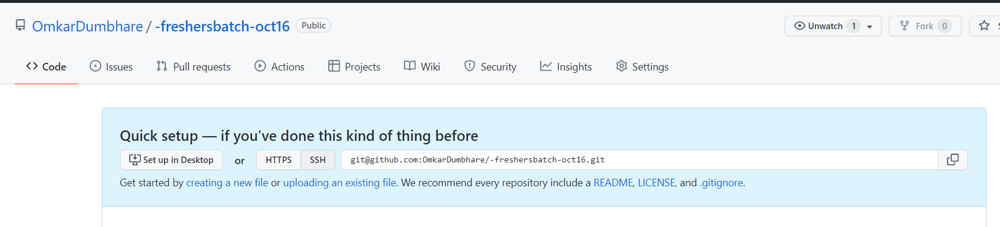 OmkarDumbhare / -freshersbatch-oct16 Public Unwatch 1 Fork 0
Code Issues Pull requests Actions Projects Wiki Security Insights Settings
Quick setup — if you’ve done this kind of thing before
Set up in Desktop or HTTPS SSH git@github.com:OmkarDumbhare/-freshersbatch-oct16.git
Get started by creating a new file or uploading an existing file. We recommend every repository include a README, LICENSE, and .gitignore.